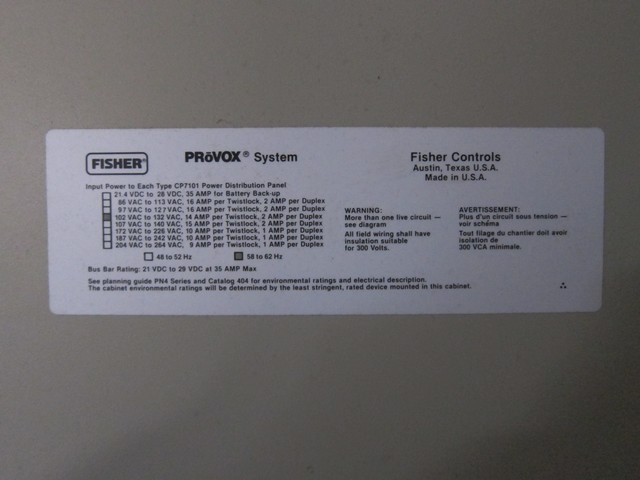 FISHER®
PRōVOX® System
Fisher Controls
Austin, Texas U.S.A.
Made in U.S.A.
Input Power to Each Type CP7101 Power Distribution Panel
21.4 VDC to 28 VDC, 35 AMP for Battery Back-up
86 VAC to 113 VAC, 16 AMP per Twistlock, 2 AMP per Duplex
97 VAC to 127 VAC, 16 AMP per Twistlock, 2 AMP per Duplex
102 VAC to 132 VAC, 14 AMP per Twistlock, 2 AMP per Duplex
107 VAC to 140 VAC, 15 AMP per Twistlock, 2 AMP per Duplex
172 VAC to 226 VAC, 10 AMP per Twistlock, 1 AMP per Duplex
187 VAC to 242 VAC, 10 AMP per Twistlock, 1 AMP per Duplex
204 VAC to 264 VAC, 9 AMP per Twistlock, 1 AMP per Duplex
48 to 52 Hz 58 to 62 Hz
Bus Bar Rating: 21 VDC to 29 VDC at 35 AMP Max
WARNING:
More than one live circuit —
see diagram
All field wiring shall have
insulation suitable
for 300 Volts.
AVERTISSEMENT:
Plus d'un circuit sous tension —
voir schéma
Tout filage du chantier doit avoir
isolation de
300 VCA minimale.
See planning guide PN4 Series and Catalog 404 for environmental ratings and electrical description.
The cabinet environmental ratings will be determined by the least stringent, rated device mounted in this cabinet.